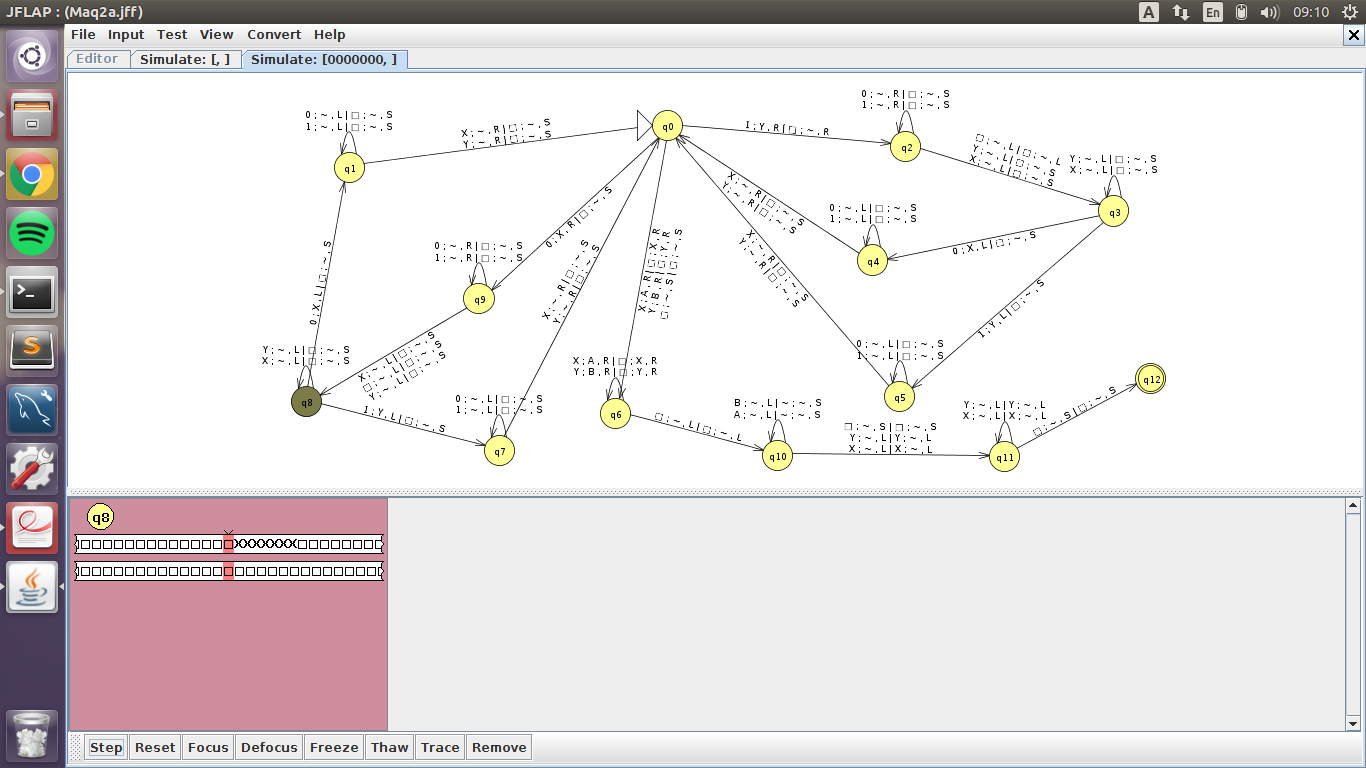 JFLAP : (Maq2a.jff)
A
En
09:10
File Input Test View Convert Help
Editor
Simulate: [, ]
Simulate: [0000000, ]
0;~,L|□;~,S
1;~,L|□;~,S
q1
X;~,R|□;~,S
Y;~,R|□;~,S
q0
1;Y,R|□;~,R
0;~,R|□;~,S
1;~,R|□;~,S
q2
□;~,L|□;~,L
Y;~,L|□;~,S
X;~,L|□;~,S
Y;~,L|□;~,S
X;~,L|□;~,S
q3
0;X,L|□;~,S
0;~,L|□;~,S
1;~,L|□;~,S
q4
X;~,R|□;~,S
Y;~,R|□;~,S
X;~,R|□;~,S
Y;~,R|□;~,S
0;X,R|□;~,S
0;~,R|□;~,S
1;~,R|□;~,S
q9
X;~,R|□;~,S
Y;~,R|□;~,S
X;A,R|□;X,R
Y;B,R|□;Y,R
□;~,S|□;~,S
0;X,L|□;~,S
1;Y,L|□;~,S
X;~,L|□;~,S
□;~,L|□;~,S
Y;~,L|□;~,S
Y;~,L|□;~,S
X;~,L|□;~,S
q8
1;Y,L|□;~,S
0;~,L|□;~,S
1;~,L|□;~,S
q7
X;A,R|□;X,R
Y;B,R|□;Y,R
q6
□;~,L|□;~,L
B;~,L|~;~,S
A;~,L|~;~,S
q10
0;~,L|□;~,S
1;~,L|□;~,S
q5
□;~,S|□;~,S
Y;~,L|Y;~,L
X;~,L|X;~,L
Y;~,L|Y;~,L
X;~,L|X;~,L
q11
□;~,S|□;~,S
q12
q8
□□□□□□□□□□□□□□XXXXXXX□□□□□□□□
□□□□□□□□□□□□□□□□□□□□□□□□□□□□
Step Reset Focus Defocus Freeze Thaw Trace Remove